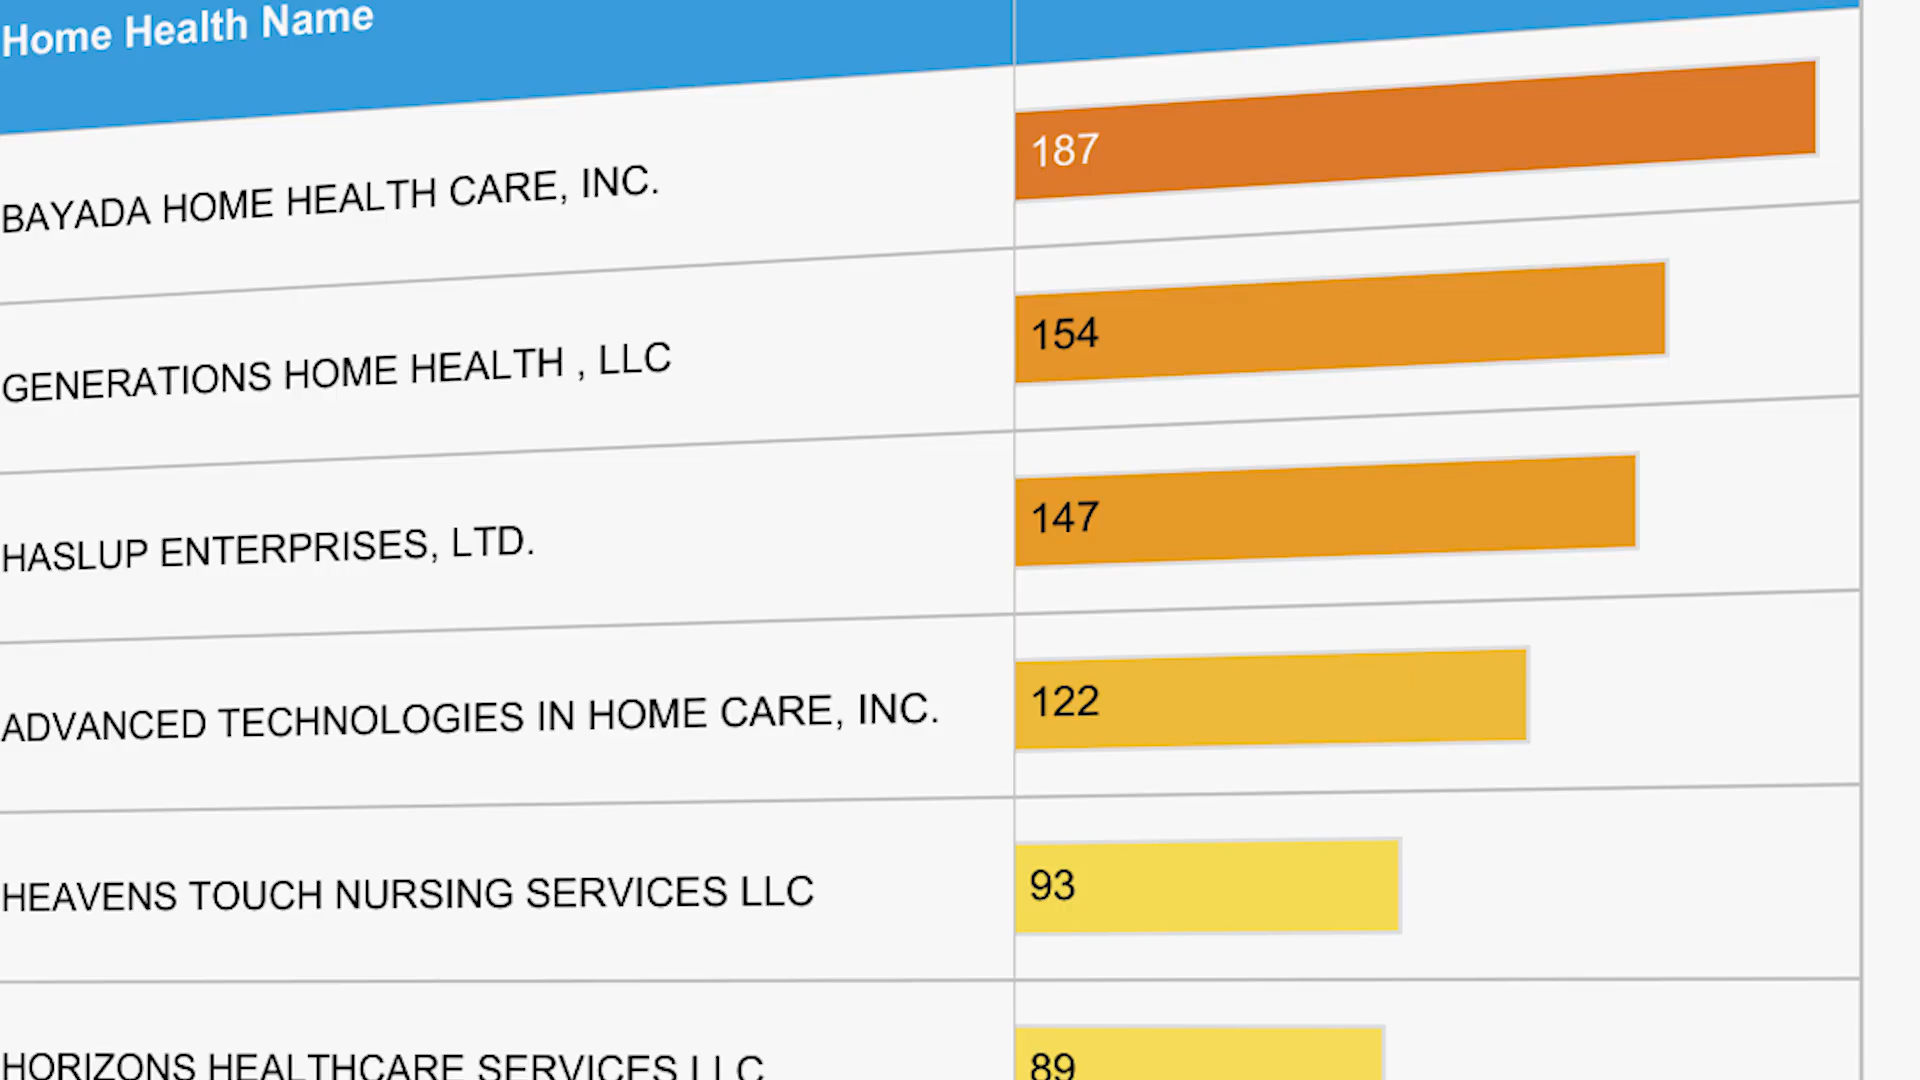 Home Health Name
BAYADA HOME HEALTH CARE, INC. 187
GENERATIONS HOME HEALTH , LLC 154
HASLUP ENTERPRISES, LTD. 147
ADVANCED TECHNOLOGIES IN HOME CARE, INC. 122
HEAVENS TOUCH NURSING SERVICES LLC 93
HORIZONS HEALTHCARE SERVICES LLC 89